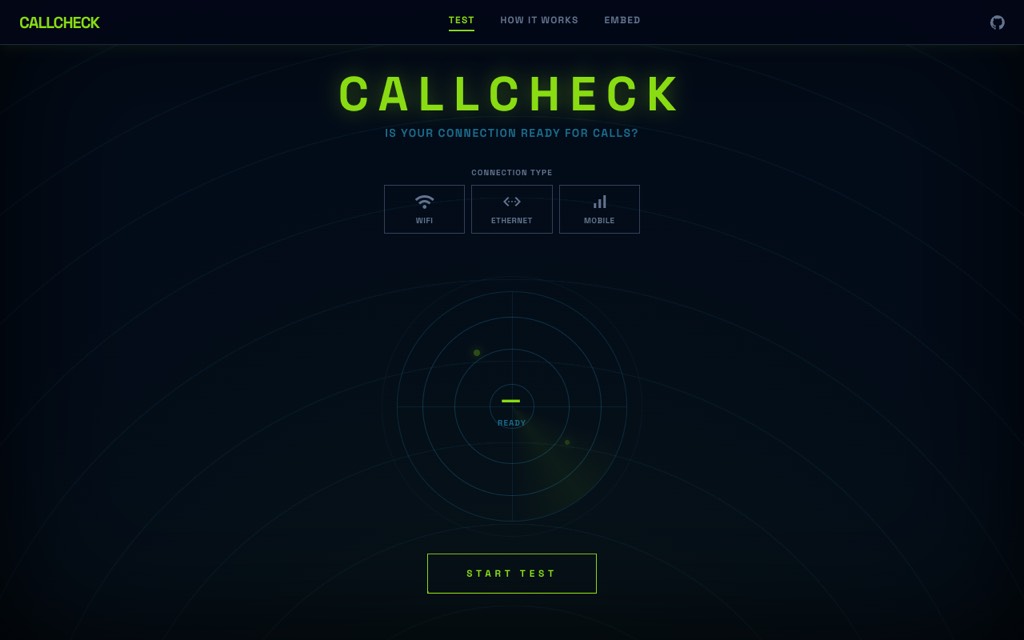 CALLCHECK
TEST HOW IT WORKS EMBED
CALLCHECK
IS YOUR CONNECTION READY FOR CALLS?
CONNECTION TYPE
WIFI ETHERNET MOBILE
READY
START TEST